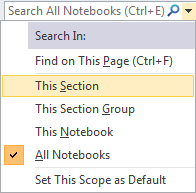 Search All Notebooks (Ctrl+E)
Search In:
Find on This Page (Ctrl+F)
This Section
This Section Group
This Notebook
All Notebooks
Set This Scope as Default